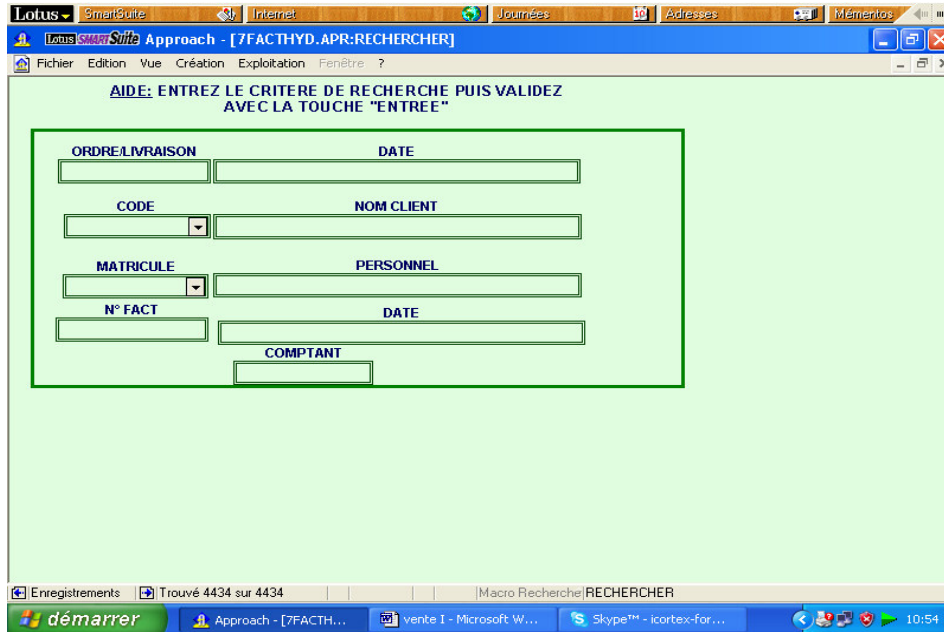 Lotus SmartSuite Internet Journées 10 Adresses Mémentos
Lotus SMARTSuite Approach - [7FACTHYD.APR:RECHERCHER]
Fichier Edition Vue Création Exploitation Fenêtre ?
AIDE: ENTREZ LE CRITERE DE RECHERCHE PUIS VALIDEZ
AVEC LA TOUCHE "ENTREE"
ORDRE/LIVRAISON DATE
CODE NOM CLIENT
MATRICULE PERSONNEL
N° FACT DATE
COMPTANT
Enregistrements Trouvé 4434 sur 4434 Macro Recherche RECHERCHER
démarrer Approach - [7FACTH... vente I - Microsoft W... Skype™ - icortex-for... 10:54